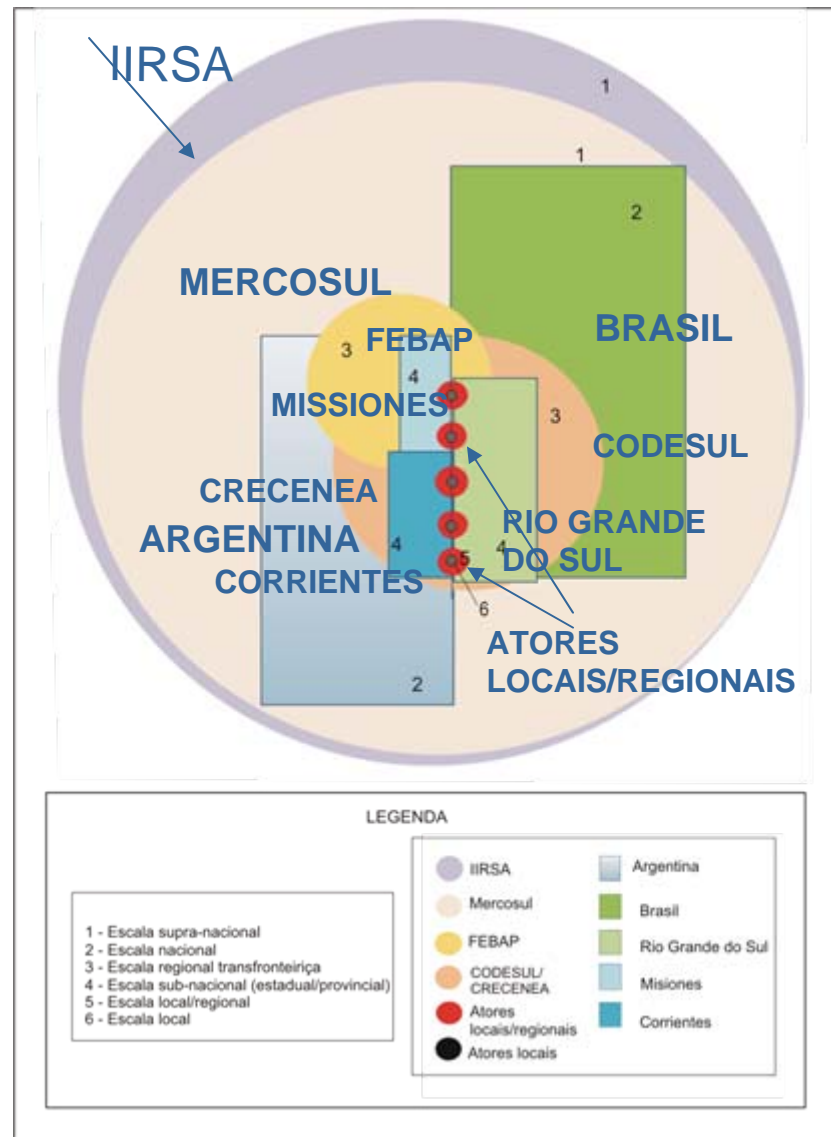 IIRSA
1
1
2
MERCOSUL
BRASIL
FEBAP
3
4
MISSIONES
3
CODESUL
CRECENEA
RIO GRANDE
DO SUL
ARGENTINA
4
5
4
CORRIENTES
6
ATORES
LOCAIS/REGIONAIS
2
LEGENDA
1 - Escala supra-nacional
2 - Escala nacional
3 - Escala regional transfronteiriça
4 - Escala sub-nacional (estadual/provincial)
5 - Escala local/regional
6 - Escala local
IIRSA
Mercosul
FEBAP
CODESUL/
CRECENEA
Atores
locais/regionais
Atores locais
Argentina
Brasil
Rio Grande do Sul
Misiones
Corrientes